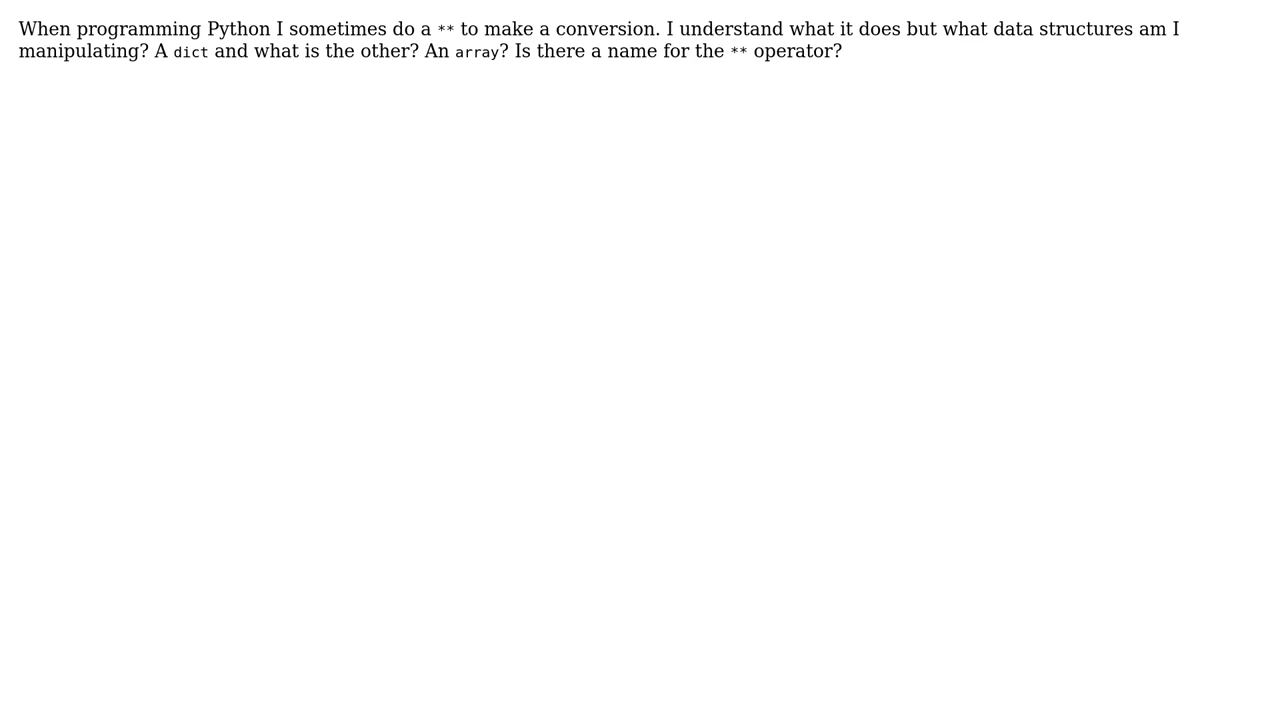 When programming Python I sometimes do a ** to make a conversion. I understand what it does but what data structures am I
manipulating? A dict and what is the other? An array? Is there a name for the ** operator?